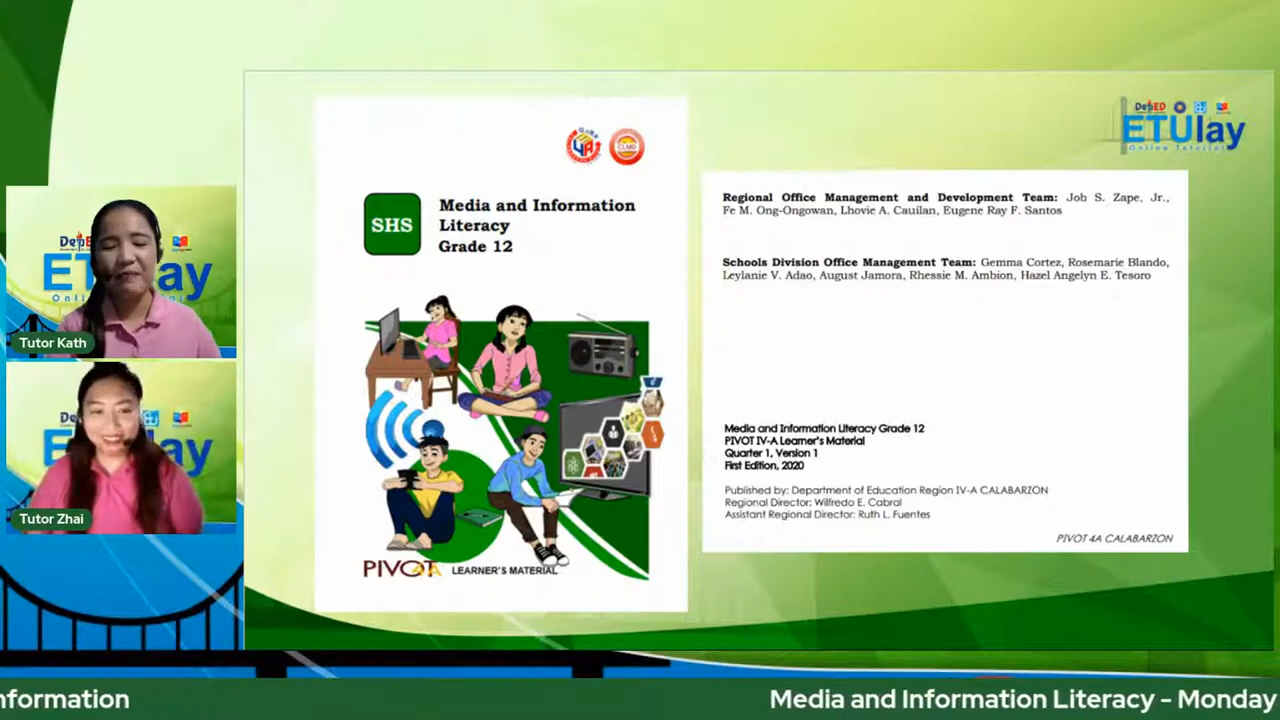 DepED
ETUlay
Online Tutorial
SHS
Media and Information
Literacy
Grade 12
PIVOT 4A LEARNER'S MATERIAL
Regional Office Management and Development Team: Job S. Zape, Jr.,
Fe M. Ong-Ongowan, Lhovie A. Cauilan, Eugene Ray F. Santos
Schools Division Office Management Team: Gemma Cortez, Rosemarie Blando,
Leylanie V. Adao, August Jamora, Rhessie M. Ambion, Hazel Angelyn E. Tesoro
Media and Information Literacy Grade 12
PIVOT IV-A Learner's Material
Quarter 1, Version 1
First Edition, 2020
Published by: Department of Education Region IV-A CALABARZON
Regional Director: Wilfredo E. Cabral
Assistant Regional Director: Ruth L. Fuentes
PIVOT 4A CALABARZON
Tutor Kath
Tutor Zhai
nformation
Media and Information Literacy - Monday